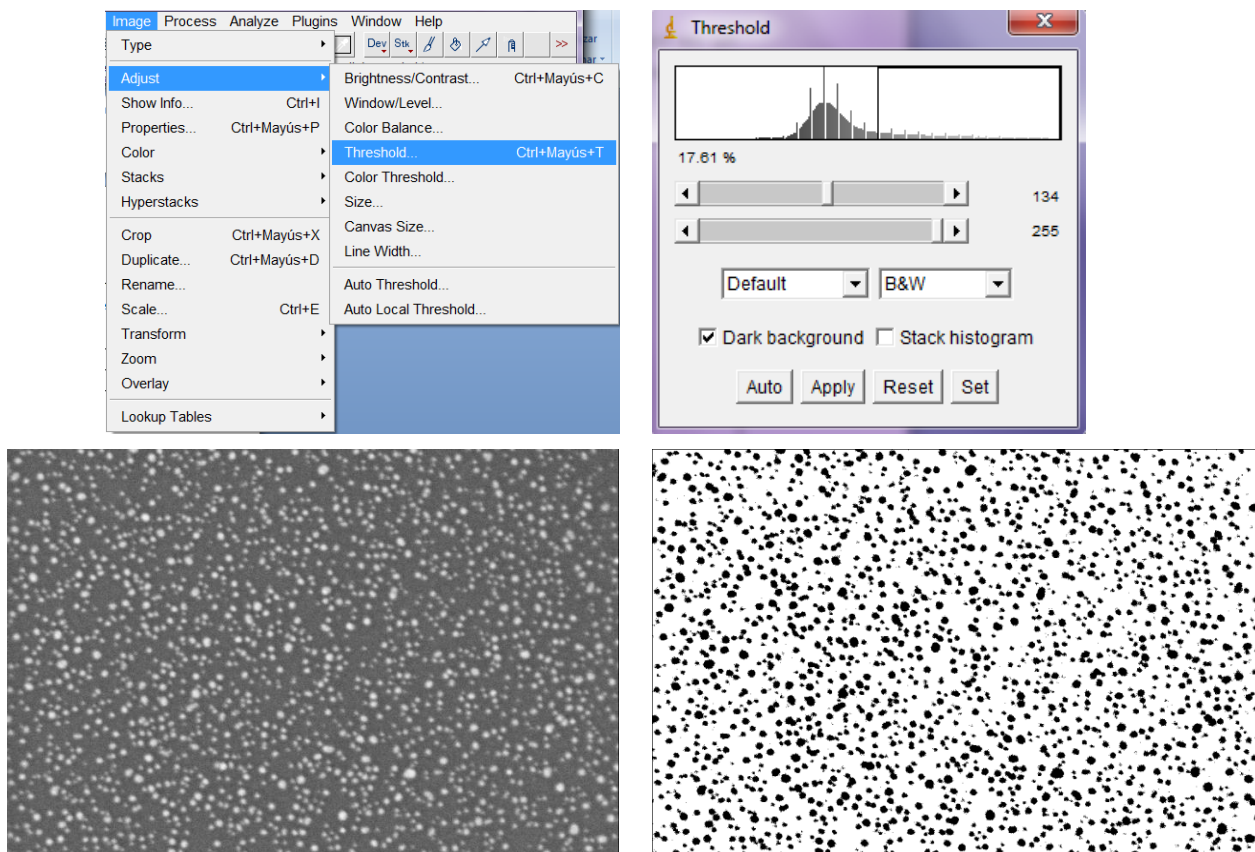 Image Process Analyze Plugins Window Help
Type
Dev Stk >>
Adjust
Show Info... Ctrl+I
Properties... Ctrl+Mayús+P
Color
Stacks
Hyperstacks
Crop Ctrl+Mayús+X
Duplicate... Ctrl+Mayús+D
Rename...
Scale... Ctrl+E
Transform
Zoom
Overlay
Lookup Tables
Brightness/Contrast... Ctrl+Mayús+C
Window/Level...
Color Balance...
Threshold... Ctrl+Mayús+T
Color Threshold...
Size...
Canvas Size...
Line Width...
Auto Threshold...
Auto Local Threshold...
zar
Threshold
17.61 %
134
255
Default B&W
Dark background Stack histogram
Auto Apply Reset Set